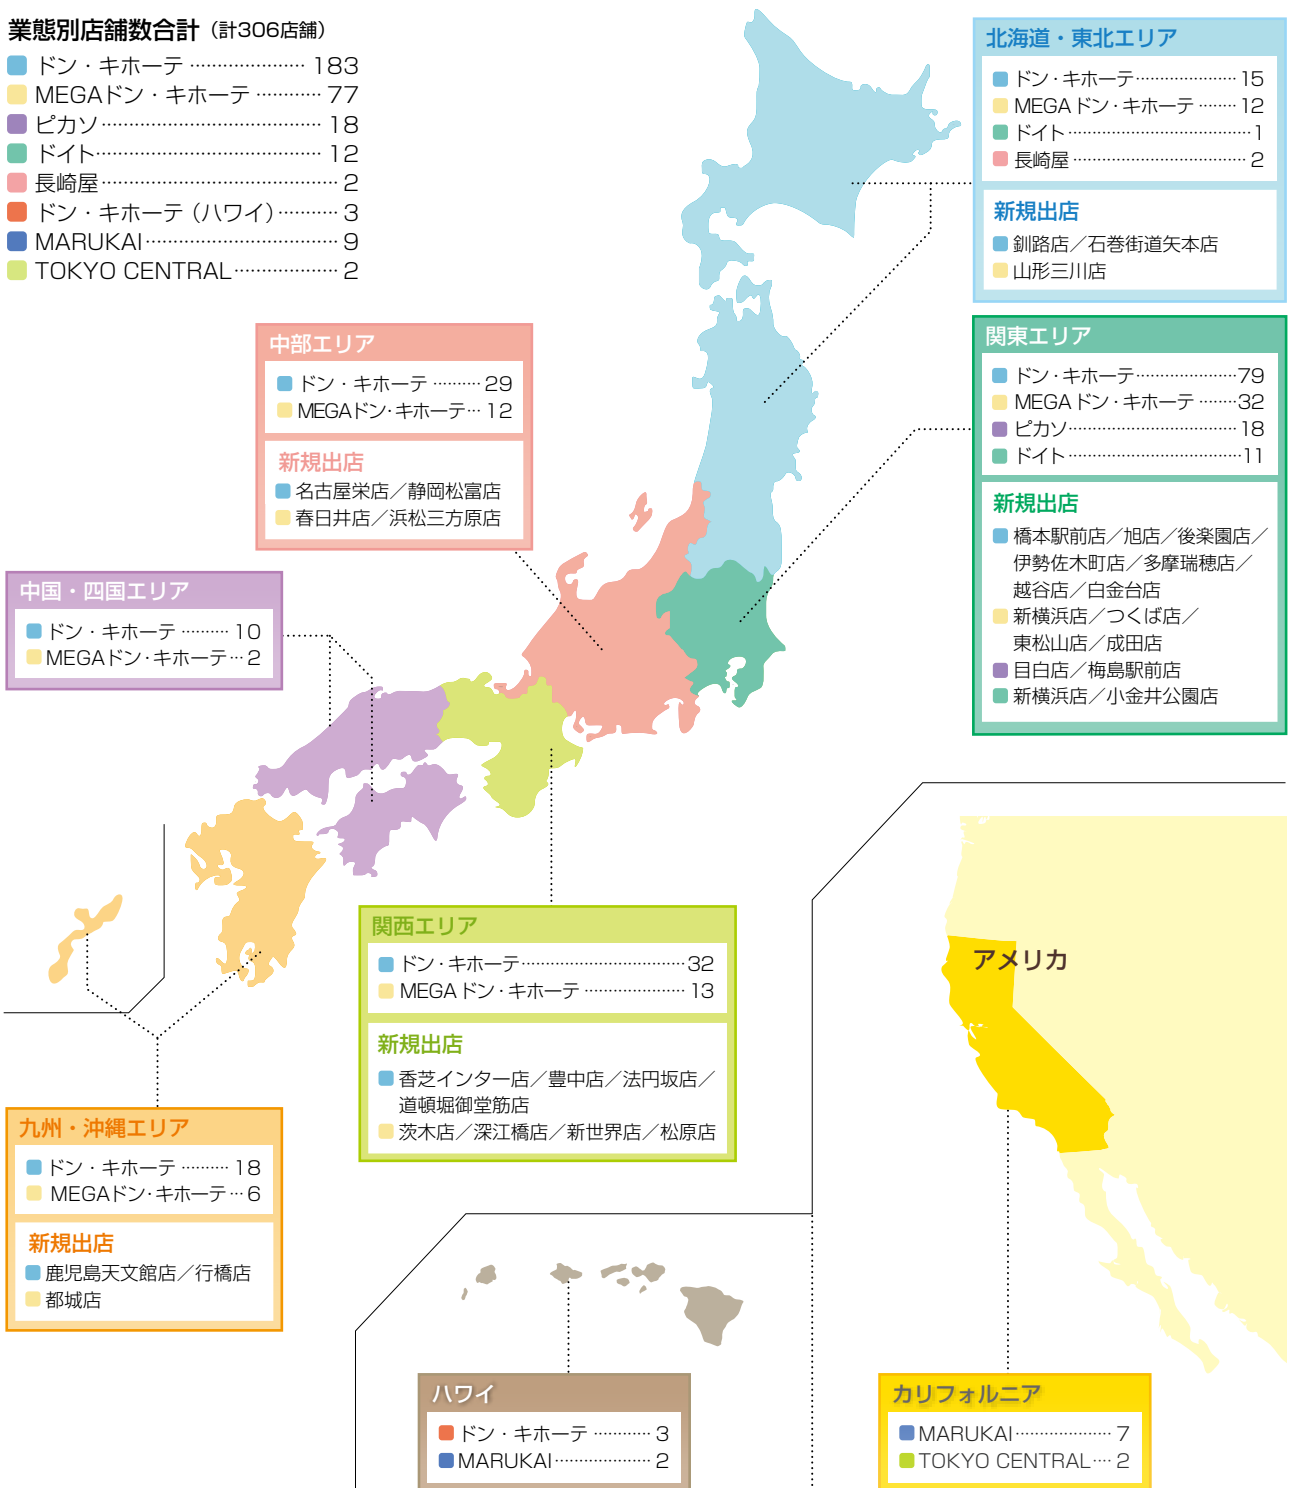 業態別店舗数合計（計306店舗）
ドン・キホーテ ………………… 183
MEGAドン・キホーテ ………… 77
ピカソ ………………………………… 18
ドイト ………………………………… 12
長崎屋 ………………………………… 2
ドン・キホーテ（ハワイ） ………… 3
MARUKAI ……………………………… 9
TOKYO CENTRAL ………………… 2
北海道・東北エリア
ドン・キホーテ ………………… 15
MEGAドン・キホーテ ……… 12
ドイト ……………………………… 1
長崎屋 …………………………… 2
新規出店
釧路店／石巻街道矢本店
山形三川店
関東エリア
ドン・キホーテ ………………… 79
MEGAドン・キホーテ ……… 32
ピカソ …………………………… 18
ドイト …………………………… 11
新規出店
橋本駅前店／旭店／後楽園店／
伊勢佐木町店／多摩瑞穂店／
越谷店／白金台店
新横浜店／つくば店／
東松山店／成田店
目白店／梅島駅前店
新横浜店／小金井公園店
中部エリア
ドン・キホーテ ……… 29
MEGAドン・キホーテ … 12
新規出店
名古屋栄店／静岡松富店
春日井店／浜松三方原店
中国・四国エリア
ドン・キホーテ ……… 10
MEGAドン・キホーテ … 2
関西エリア
ドン・キホーテ …………………………… 32
MEGAドン・キホーテ ………………… 13
新規出店
香芝インター店／豊中店／法円坂店／
道頓堀御堂筋店
茨木店／深江橋店／新世界店／松原店
九州・沖縄エリア
ドン・キホーテ ……… 18
MEGAドン・キホーテ … 6
新規出店
鹿児島天文館店／行橋店
都城店
アメリカ
ハワイ
ドン・キホーテ ………… 3
MARUKAI ………………… 2
カリフォルニア
MARUKAI ………………… 7
TOKYO CENTRAL …… 2